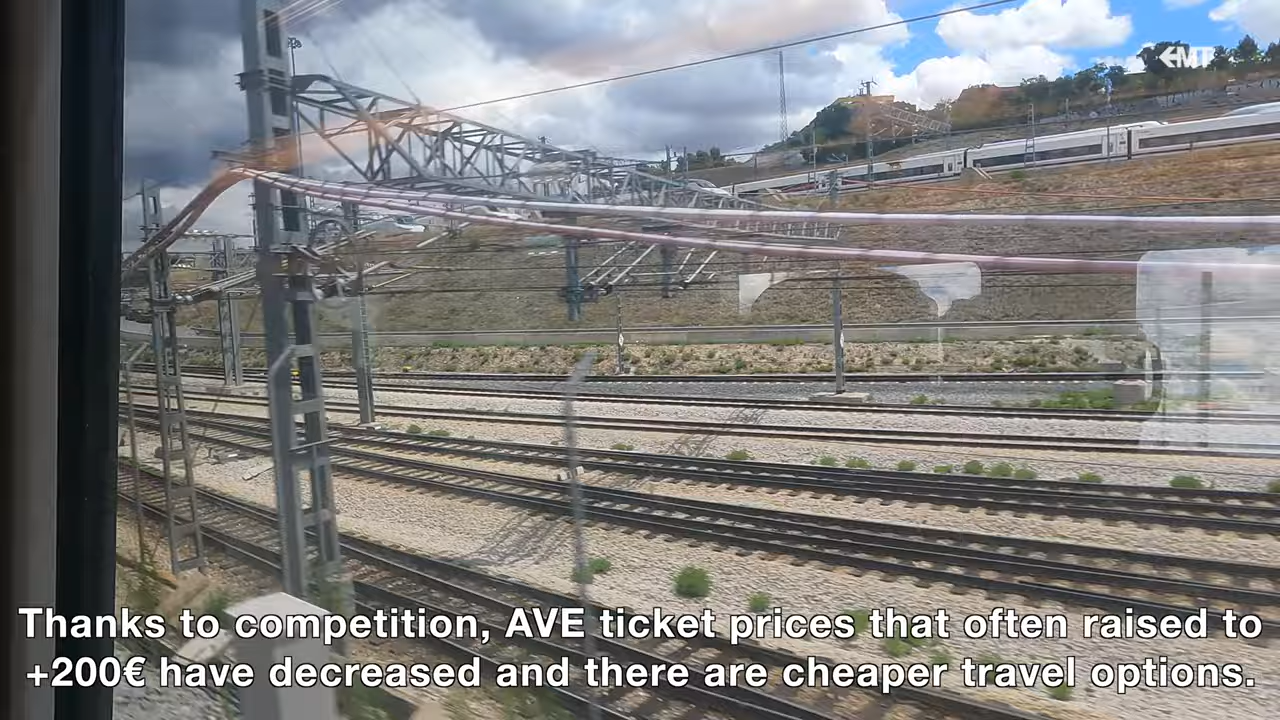 EMT
Thanks to competition, AVE ticket prices that often raised to
+200€ have decreased and there are cheaper travel options.